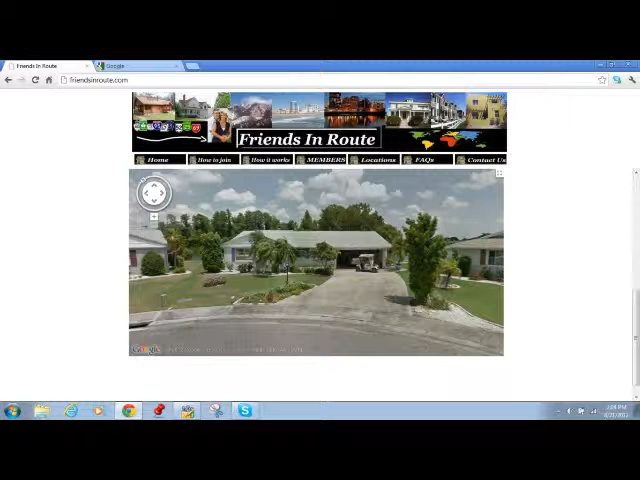 Friends In Route
Google
friendsinroute.com
Friends In Route
Home
How to join
How it works
MEMBERS
Locations
FAQs
Contact Us
Google